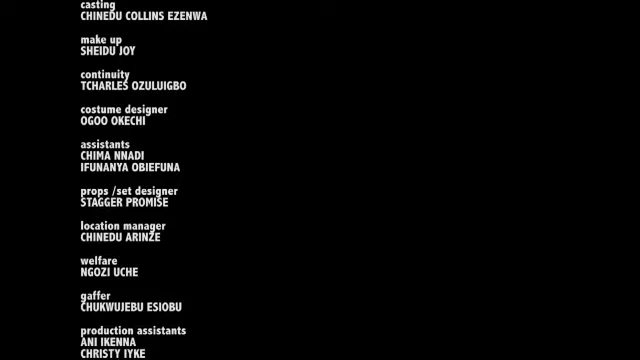 casting
CHINEDU COLLINS EZENWA
make up
SHEIDU JOY
continuity
TCHARLES OZULUIGBO
costume designer
OGOO OKECHI
assistants
CHIMA NNADI
IFUNANYA OBIEFUNA
props /set designer
STAGGER PROMISE
location manager
CHINEDU ARINZE
welfare
NGOZI UCHE
gaffer
CHUKWUJEBU ESIOBU
production assistants
ANI IKENNA
CHRISTY IYKE